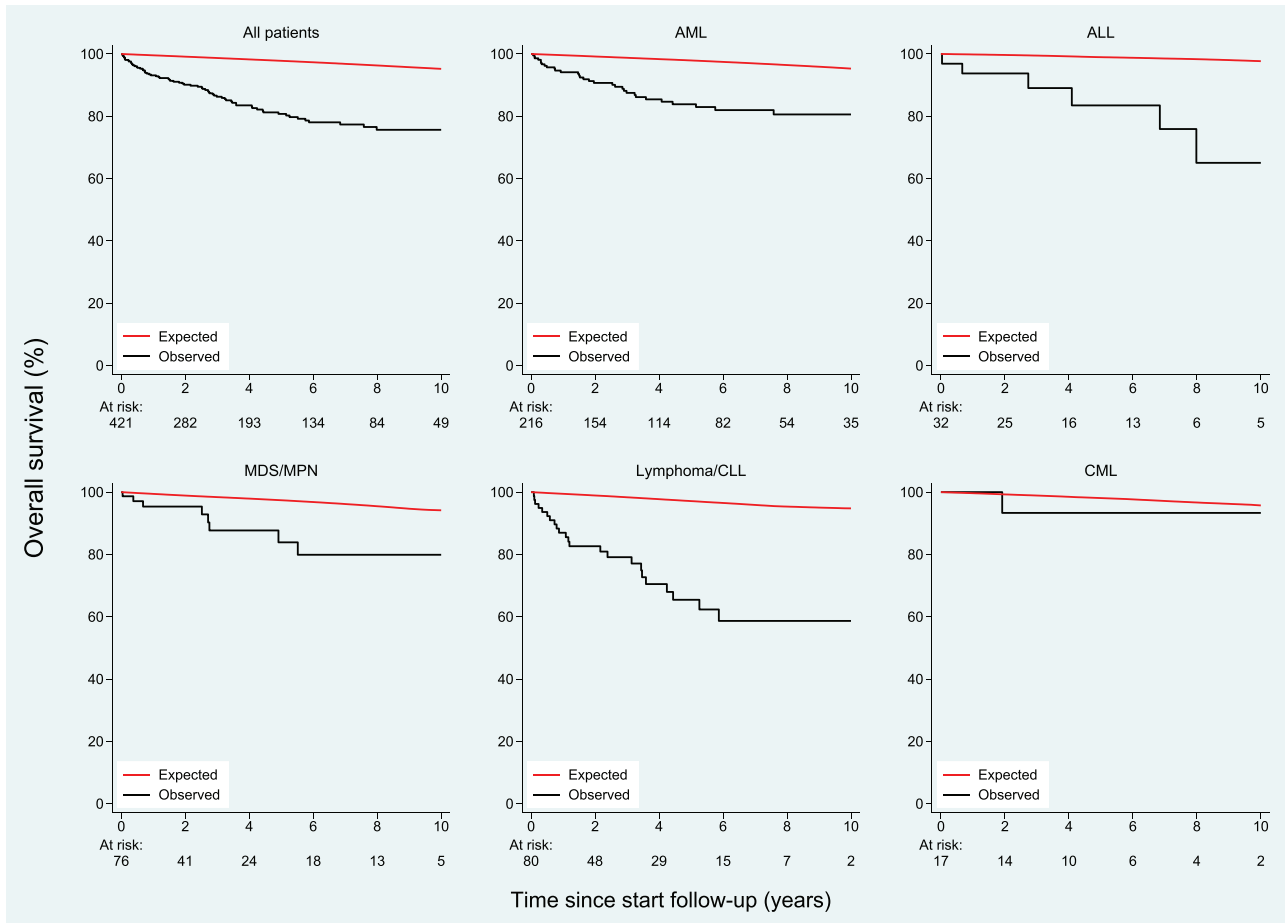 All patients
AML
ALL
100
80
60
40
20
0
Expected
Observed
0 2 4 6 8 10
At risk:
421 282 193 134 84 49
100
80
60
40
20
0
Expected
Observed
0 2 4 6 8 10
At risk:
216 154 114 82 54 35
100
80
60
40
20
0
Expected
Observed
0 2 4 6 8 10
At risk:
32 25 16 13 6 5
Overall survival (%)
MDS/MPN
Lymphoma/CLL
CML
100
80
60
40
20
0
Expected
Observed
0 2 4 6 8 10
At risk:
76 41 24 18 13 5
100
80
60
40
20
0
Expected
Observed
0 2 4 6 8 10
At risk:
80 48 29 15 7 2
100
80
60
40
20
0
Expected
Observed
0 2 4 6 8 10
At risk:
17 14 10 6 4 2
Time since start follow-up (years)